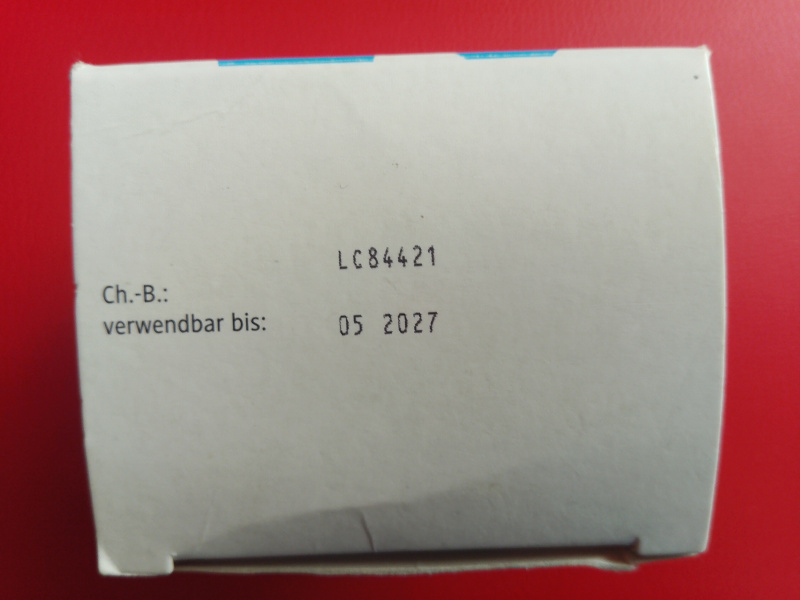 LC84421
Ch.-B.:
verwendbar bis: 05 2027